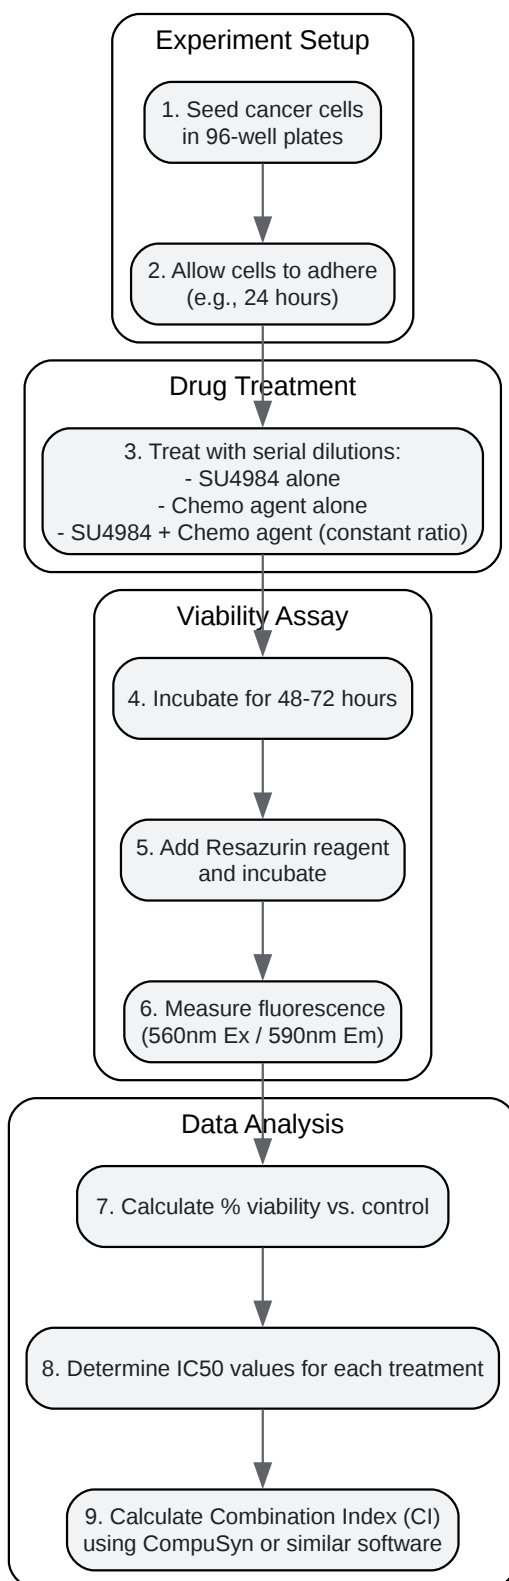 Experiment Setup
1. Seed cancer cells
in 96-well plates
2. Allow cells to adhere
(e.g., 24 hours)
Drug Treatment
3. Treat with serial dilutions:
- SU4984 alone
- Chemo agent alone
- SU4984 + Chemo agent (constant ratio)
Viability Assay
4. Incubate for 48-72 hours
5. Add Resazurin reagent
and incubate
6. Measure fluorescence
(560nm Ex / 590nm Em)
Data Analysis
7. Calculate % viability vs. control
8. Determine IC50 values for each treatment
9. Calculate Combination Index (CI)
using CompuSyn or similar software